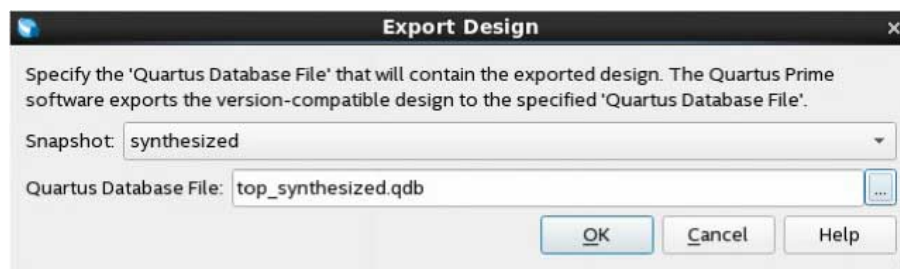 Export Design
Specify the 'Quartus Database File' that will contain the exported design. The Quartus Prime
software exports the version-compatible design to the specified 'Quartus Database File'.
Snapshot: synthesized
Quartus Database File: top_synthesized.qdb ...
OK Cancel Help